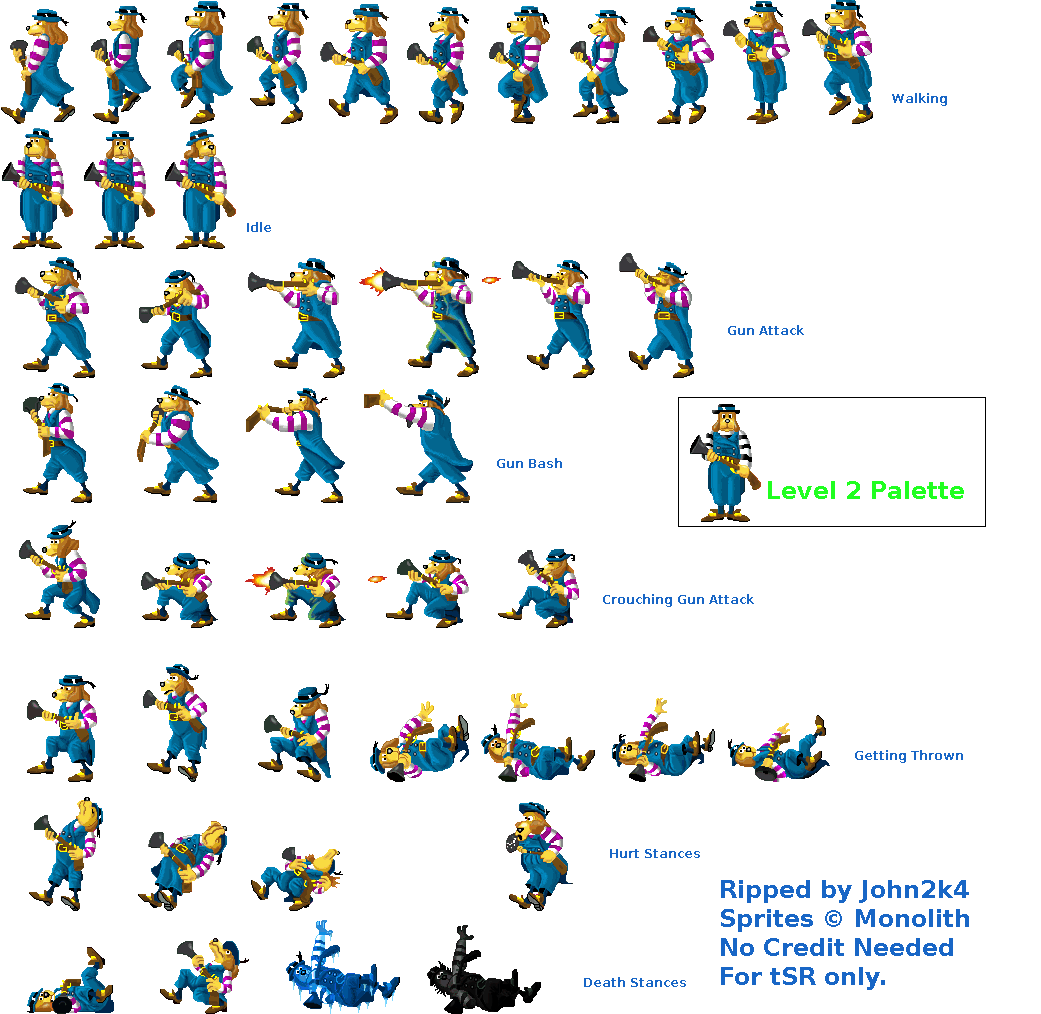 Walking
Idle
Gun Attack
Gun Bash
Level 2 Palette
Crouching Gun Attack
Getting Thrown
Hurt Stances
Ripped by John2k4
Sprites © Monolith
No Credit Needed
For tSR only.
Death Stances